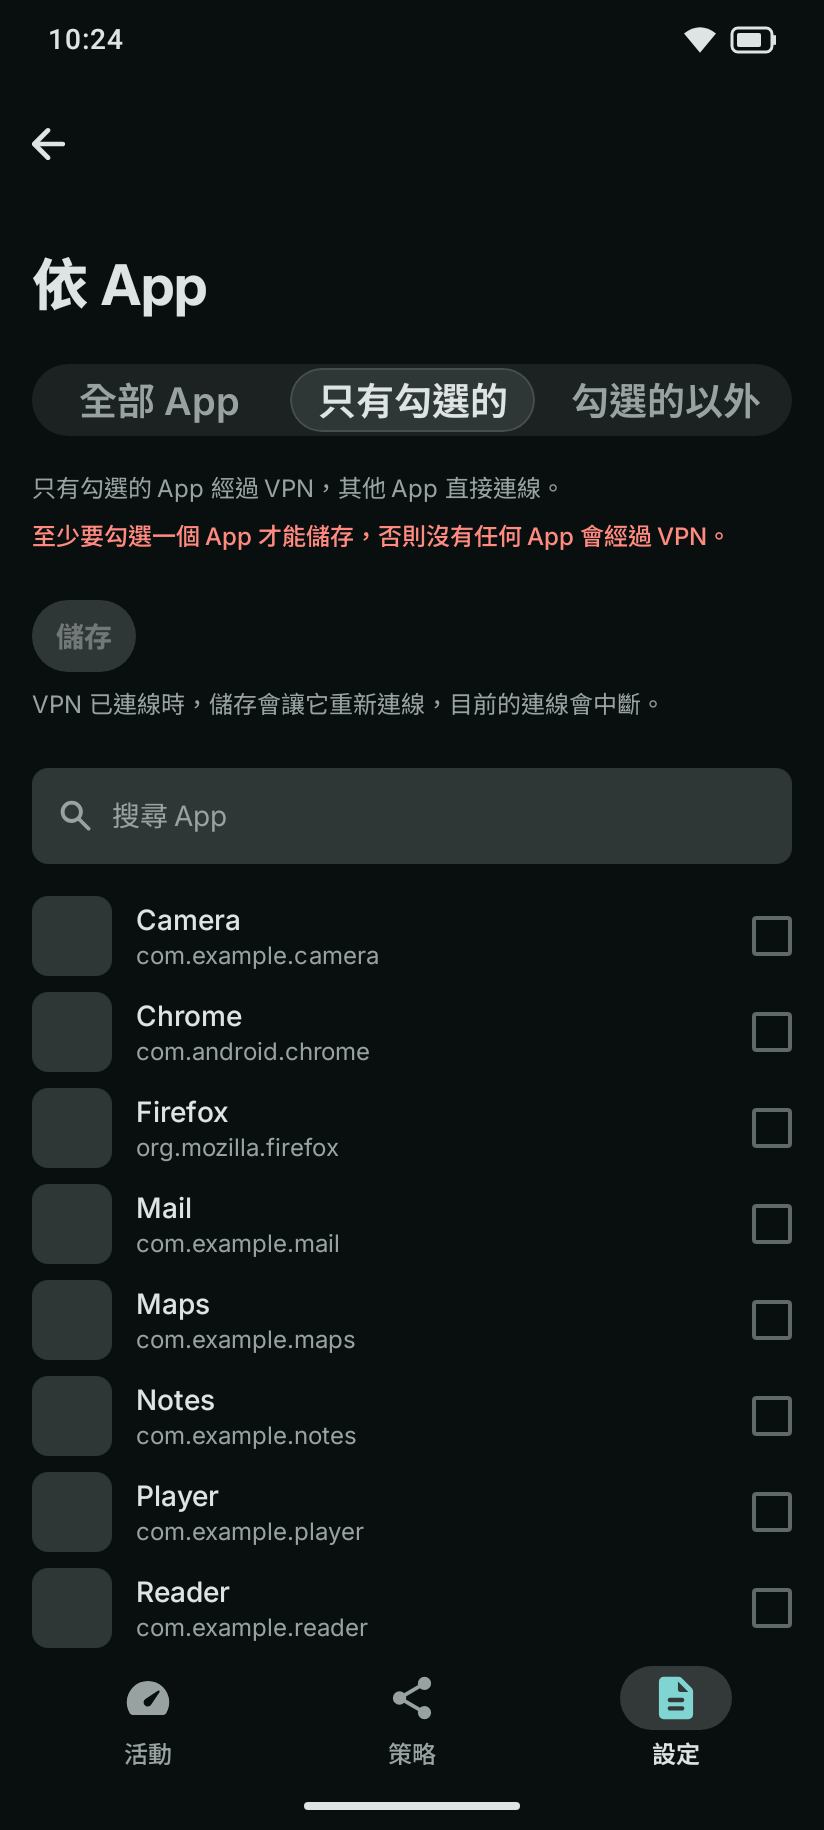 10:24
依 App
全部 App
只有勾選的
勾選的以外
只有勾選的 App 經過 VPN，其他 App 直接連線。
至少要勾選一個 App 才能儲存，否則沒有任何 App 會經過 VPN。
儲存
VPN 已連線時，儲存會讓它重新連線，目前的連線會中斷。
搜尋 App
Camera
com.example.camera
Chrome
com.android.chrome
Firefox
org.mozilla.firefox
Mail
com.example.mail
Maps
com.example.maps
Notes
com.example.notes
Player
com.example.player
Reader
com.example.reader
活動
策略
設定